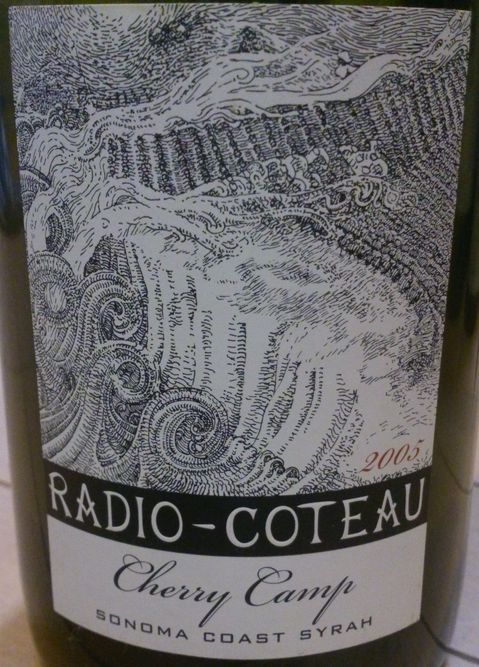 2005
RADIO-COTEAU
Cherry Camp
SONOMA COAST SYRAH